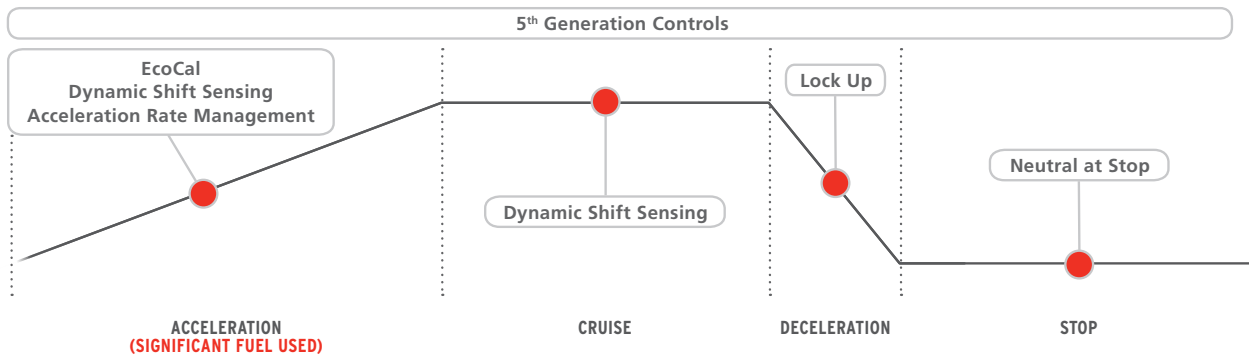 5th Generation Controls
EcoCal
Dynamic Shift Sensing
Acceleration Rate Management
Lock Up
Neutral at Stop
Dynamic Shift Sensing
ACCELERATION
(SIGNIFICANT FUEL USED)
CRUISE
DECELERATION
STOP